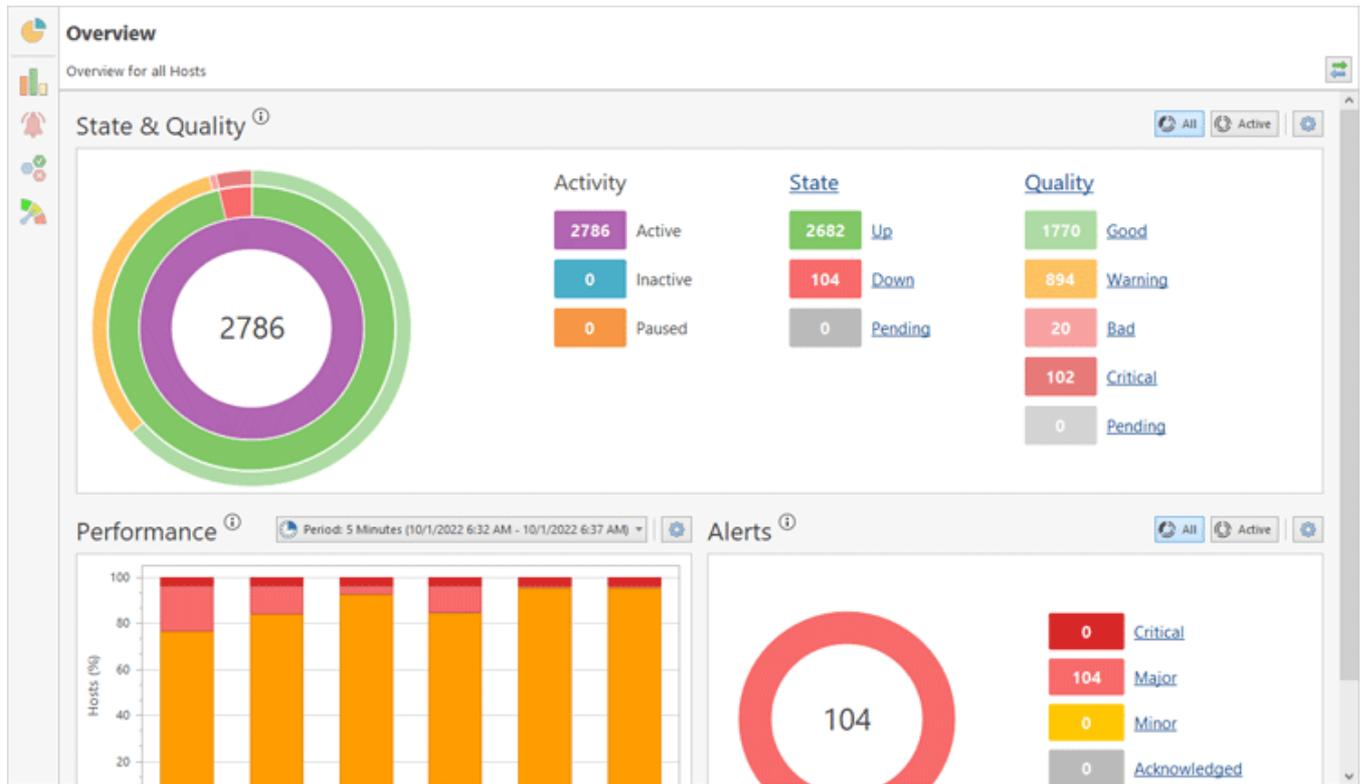 Overview
Overview for all Hosts
State & Quality
All
Active
2786
Activity
2786 Active
0 Inactive
0 Paused
State
2682 Up
104 Down
0 Pending
Quality
1770 Good
894 Warning
20 Bad
102 Critical
0 Pending
Performance
Period: 5 Minutes (10/1/2022 6:32 AM - 10/1/2022 6:37 AM)
Hosts (%)
100
80
60
40
20
Alerts
All
Active
104
0 Critical
104 Major
0 Minor
0 Acknowledged